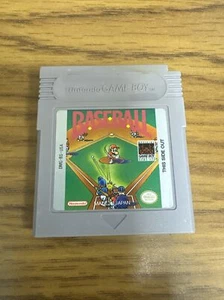 Nintendo GAME BOY
BASEBALL
DMG-BS-USA
THIS SIDE OUT
Nintendo
MADE IN JAPAN